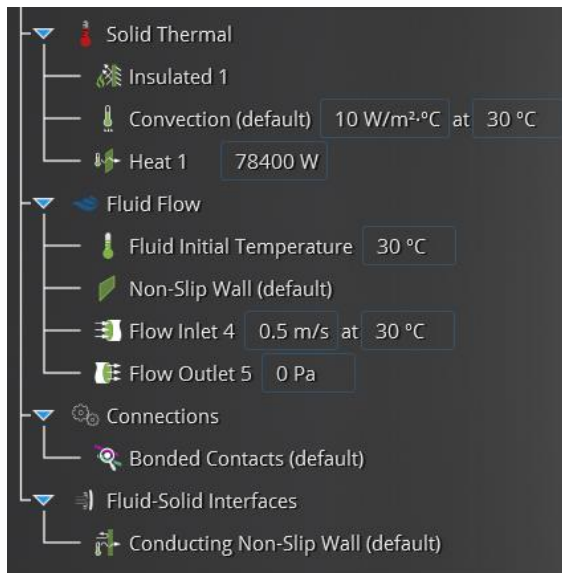 Solid Thermal
Insulated 1
Convection (default) 10 W/m²·°C at 30 °C
Heat 1 78400 W
Fluid Flow
Fluid Initial Temperature 30 °C
Non-Slip Wall (default)
Flow Inlet 4 0.5 m/s at 30 °C
Flow Outlet 5 0 Pa
Connections
Bonded Contacts (default)
Fluid-Solid Interfaces
Conducting Non-Slip Wall (default)